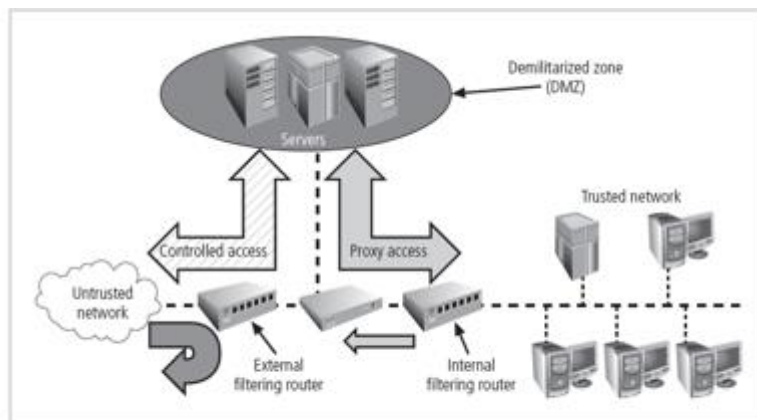 Demilitarized zone
(DMZ)
Servers
Trusted network
Controlled access
Proxy access
Untrusted
network
External
filtering router
Internal
filtering router